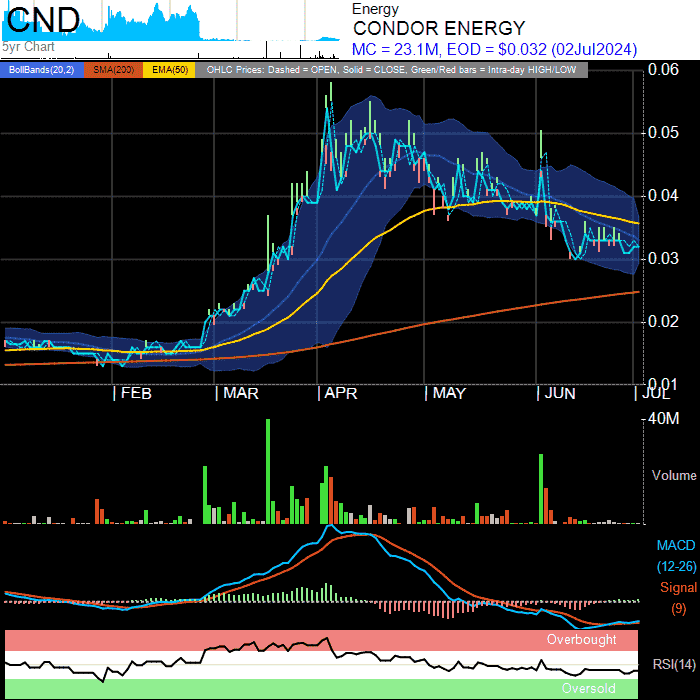 CND
5yr Chart
Energy
CONDOR ENERGY
MC = 23.1M, EOD = $0.032 (02Jul2024)
BollBands(20,2) SMA(200) EMA(50) OHLC Prices: Dashed = OPEN, Solid = CLOSE, Green/Red bars = Intra-day HIGH/LOW
0.06
0.05
0.04
0.03
0.02
0.01
FEB MAR APR MAY JUN JUL
40M
Volume
MACD
(12-26)
Signal
(9)
Overbought
RSI(14)
Oversold